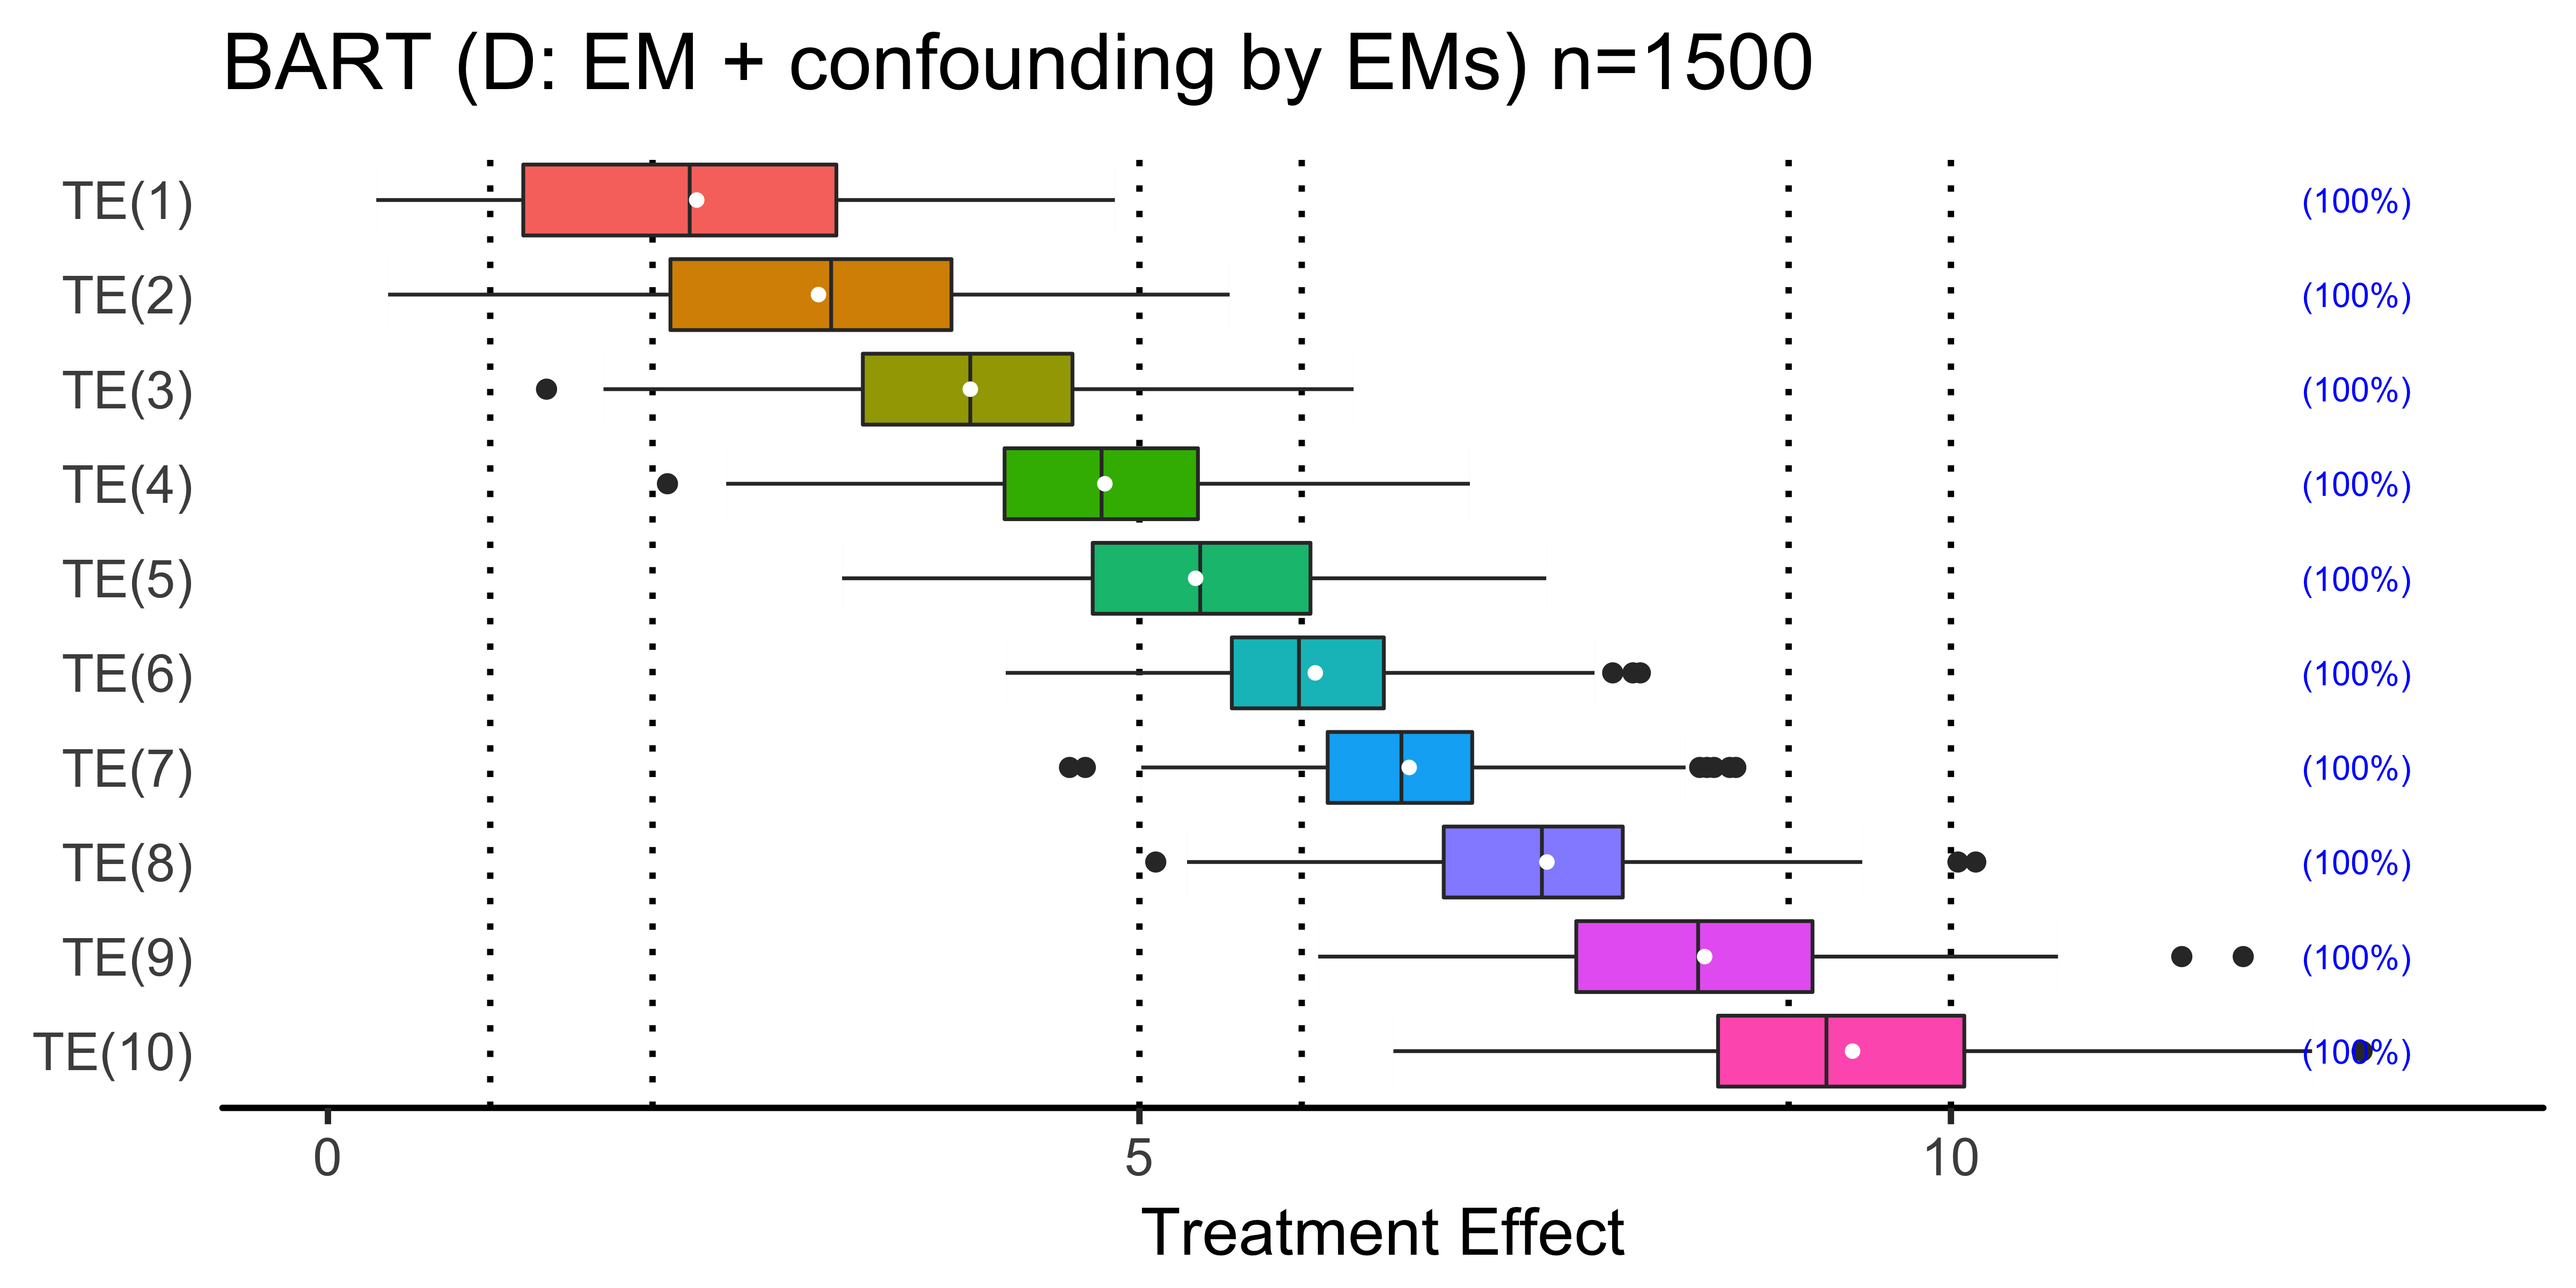 BART (D: EM + confounding by EMs) n=1500
TE(1) (100%)
TE(2) (100%)
TE(3) (100%)
TE(4) (100%)
TE(5) (100%)
TE(6) (100%)
TE(7) (100%)
TE(8) (100%)
TE(9) (100%)
TE(10) (100%)
0 5 10
Treatment Effect